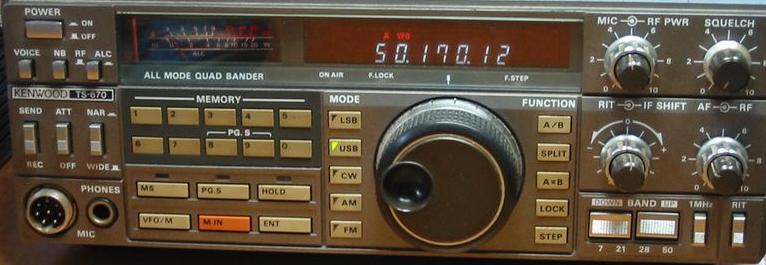 POWER
ON
OFF
VOICE NB RF ALC
KENWOOD TS-670
SEND ATT NAR
REC OFF WIDE
PHONES
MIC
ALC
ALL MODE QUAD BANDER
A VFO
50.170.12
ON AIR F.LOCK F.STEP
MEMORY
1 2 3 4 5
PG.S
6 7 8 9 0
MS PG.S HOLD
VFO/M M.IN ENT
MODE
LSB
USB
CW
AM
FM
FUNCTION
A/B
SPLIT
A=B
LOCK
STEP
MIC RF PWR SQUELCH
RIT IF SHIFT AF RF
DOWN BAND UP 1MHz RIT
7 21 28 50